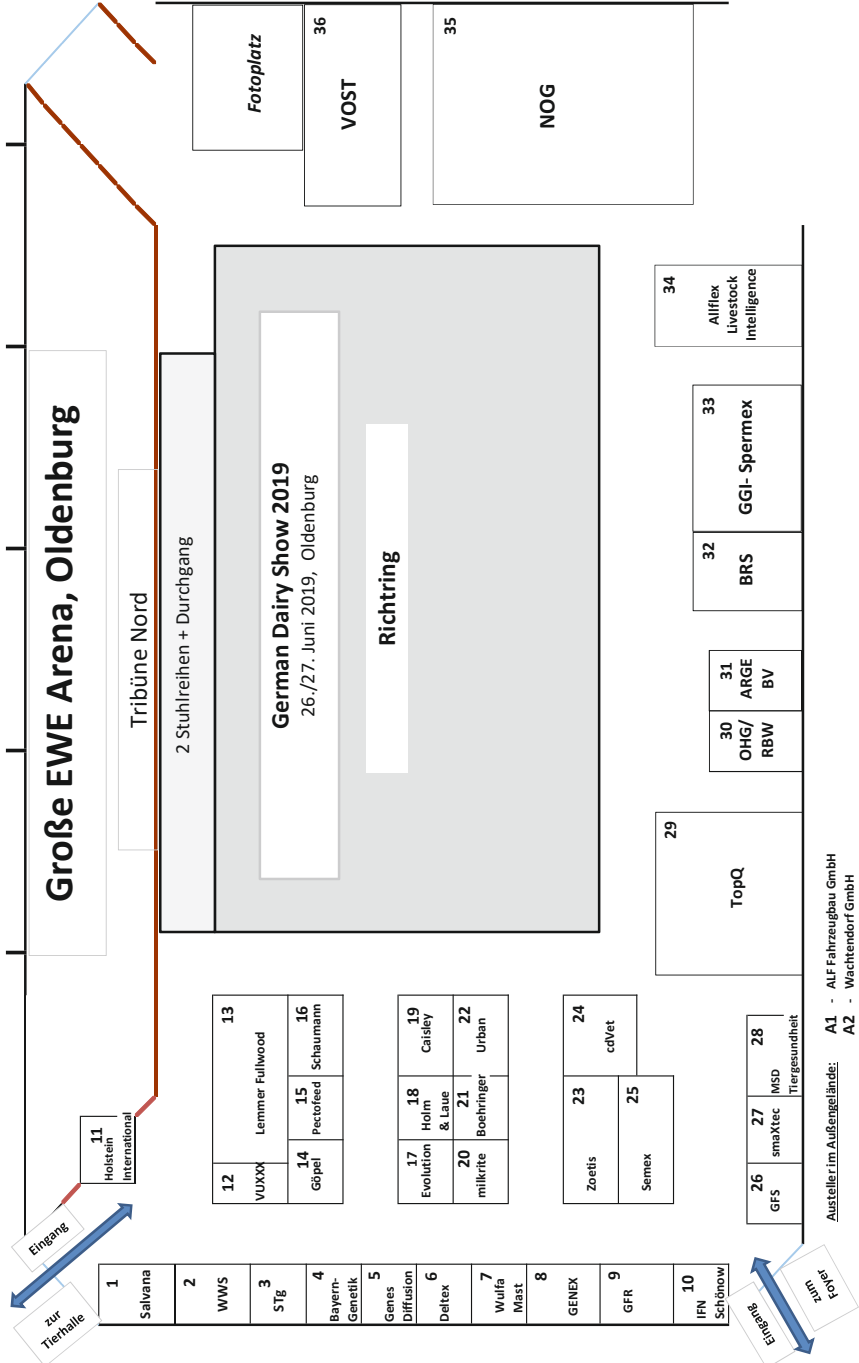 Große EWE Arena, Oldenburg
Tribüne Nord
2 Stuhlreihen + Durchgang
German Dairy Show 2019
26./27. Juni 2019, Oldenburg
Richtring
Eingang
zur
Tierhalle
1
Salvana
2
WWS
3
STg
4
Bayern-
Genetik
5
Genes
Diffusion
6
Deltex
7
Wulfa
Mast
8
GENEX
9
GFR
10
IFN
Schönow
11
Holstein
International
12
VUXXX
13
Lemmer Fullwood
14
Göpel
15
Pectofeed
16
Schaumann
17
Evolution
18
Holm
& Laue
19
Caisley
20
milkrite
21
Boehringer
22
Urban
23
Zoetis
24
cdVet
25
Semex
26
GFS
27
smaXtec
28
MSD
Tiergesundheit
29
TopQ
30
OHG/
RBW
31
ARGE
BV
32
BRS
33
GGI- Spermex
34
Allflex
Livestock
Intelligence
35
NOG
36
VOST
Fotoplatz
Eingang
zum
Foyer
Austeller im Außengelände: A1 - ALF Fahrzeugbau GmbH
A2 - Wachtendorf GmbH